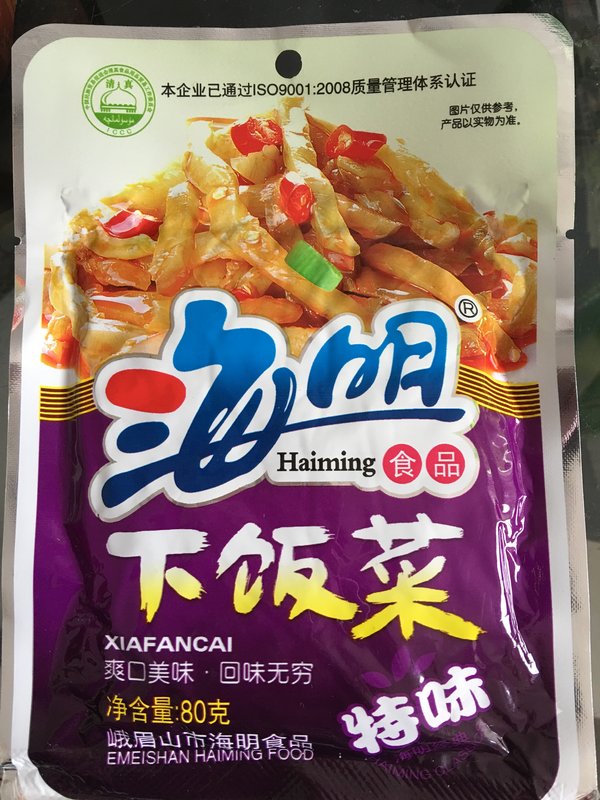 清真
ICCC
本企业已通过ISO9001:2008质量管理体系认证
图片仅供参考,
产品以实物为准。
海明®
Haiming 食品
下饭菜
XIAFANCAI
爽口美味·回味无穷
净含量:80克
特味
峨眉山市海明食品
EMEISHAN HAIMING FOOD